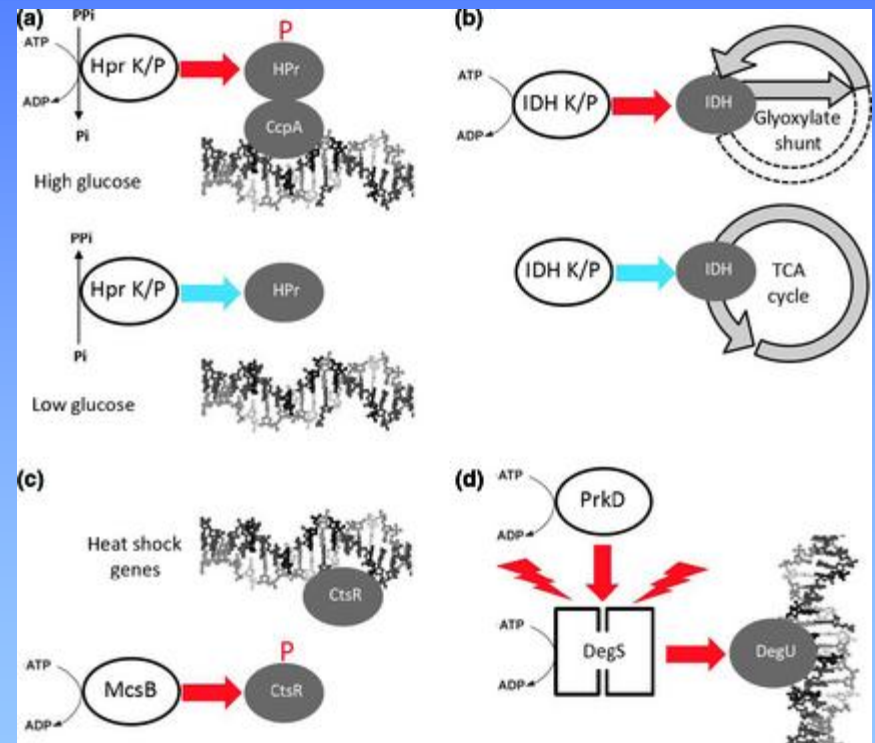 (a)
PPi
ATP
Hpr K/P
ADP
Pi
P
HPr
CcpA
High glucose
PPi
Hpr K/P
HPr
Pi
Low glucose
(b)
ATP
IDH K/P
ADP
IDH
Glyoxylate
shunt
IDH K/P
IDH
TCA
cycle
(c)
Heat shock
genes
CtsR
ATP
McsB
ADP
P
CtsR
(d)
ATP
PrkD
ADP
ATP
DegS
ADP
DegU